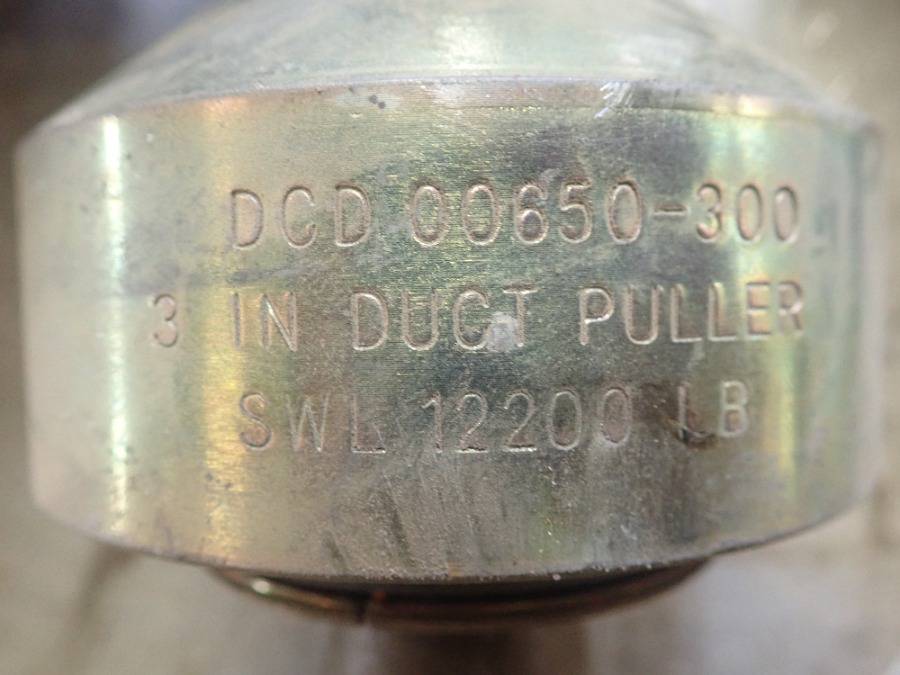 DCD 00650-300
3 IN DUCT PULLER
SWL 12200 LB